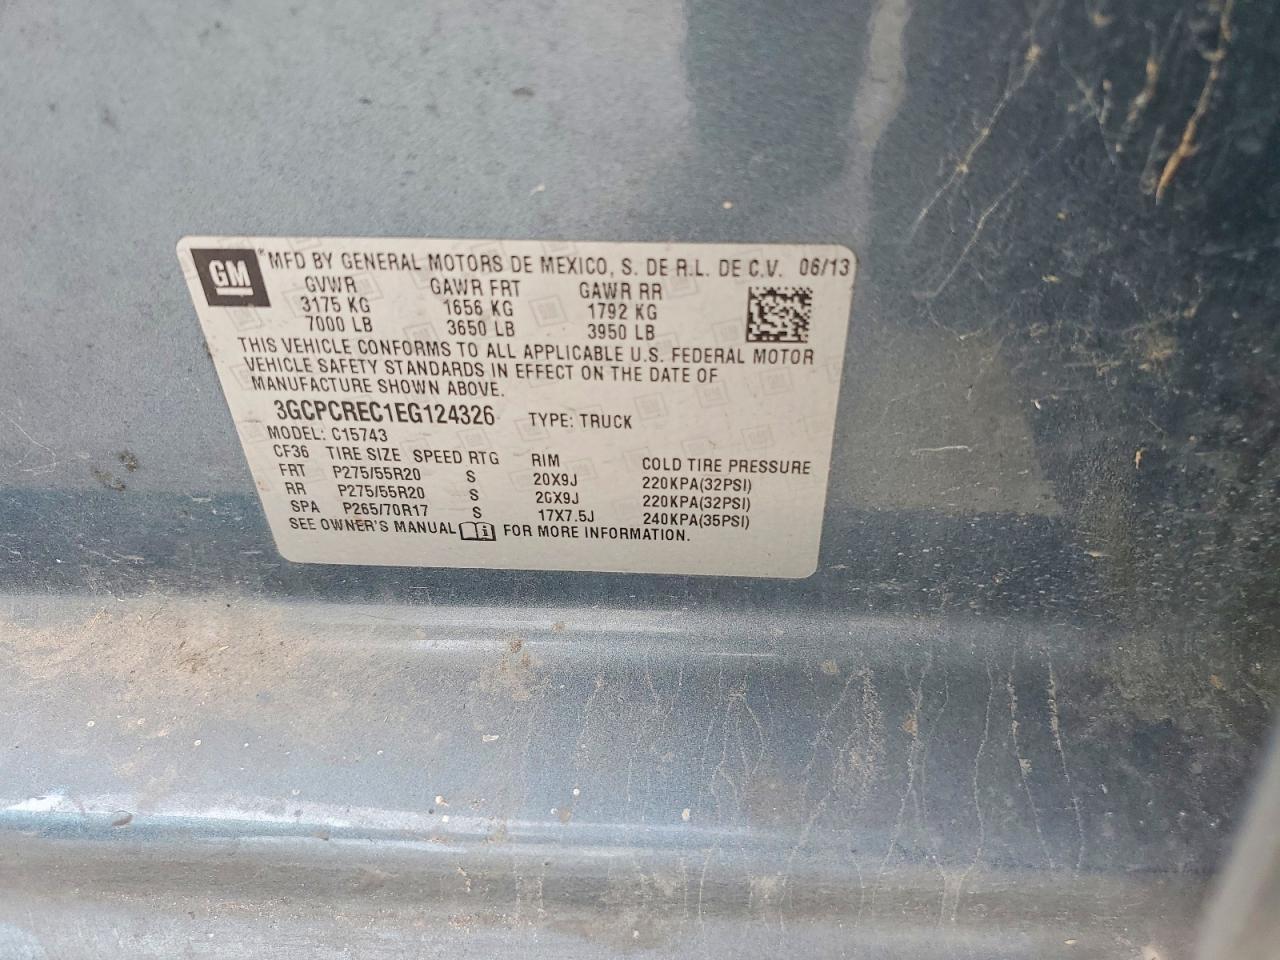 GM
*MFD BY GENERAL MOTORS DE MEXICO, S. DE R.L. DE C.V. 06/13
GVWR GAWR FRT GAWR RR
3175 KG 1656 KG 1792 KG
7000 LB 3650 LB 3950 LB
THIS VEHICLE CONFORMS TO ALL APPLICABLE U.S. FEDERAL MOTOR
VEHICLE SAFETY STANDARDS IN EFFECT ON THE DATE OF
MANUFACTURE SHOWN ABOVE.
3GCPCREC1EG124326 TYPE: TRUCK
MODEL: C15743
CF36 TIRE SIZE SPEED RTG RIM COLD TIRE PRESSURE
FRT P275/55R20 S 20X9J 220KPA(32PSI)
RR P275/55R20 S 20X9J 220KPA(32PSI)
SPA P265/70R17 S 17X7.5J 240KPA(35PSI)
SEE OWNER'S MANUAL FOR MORE INFORMATION.